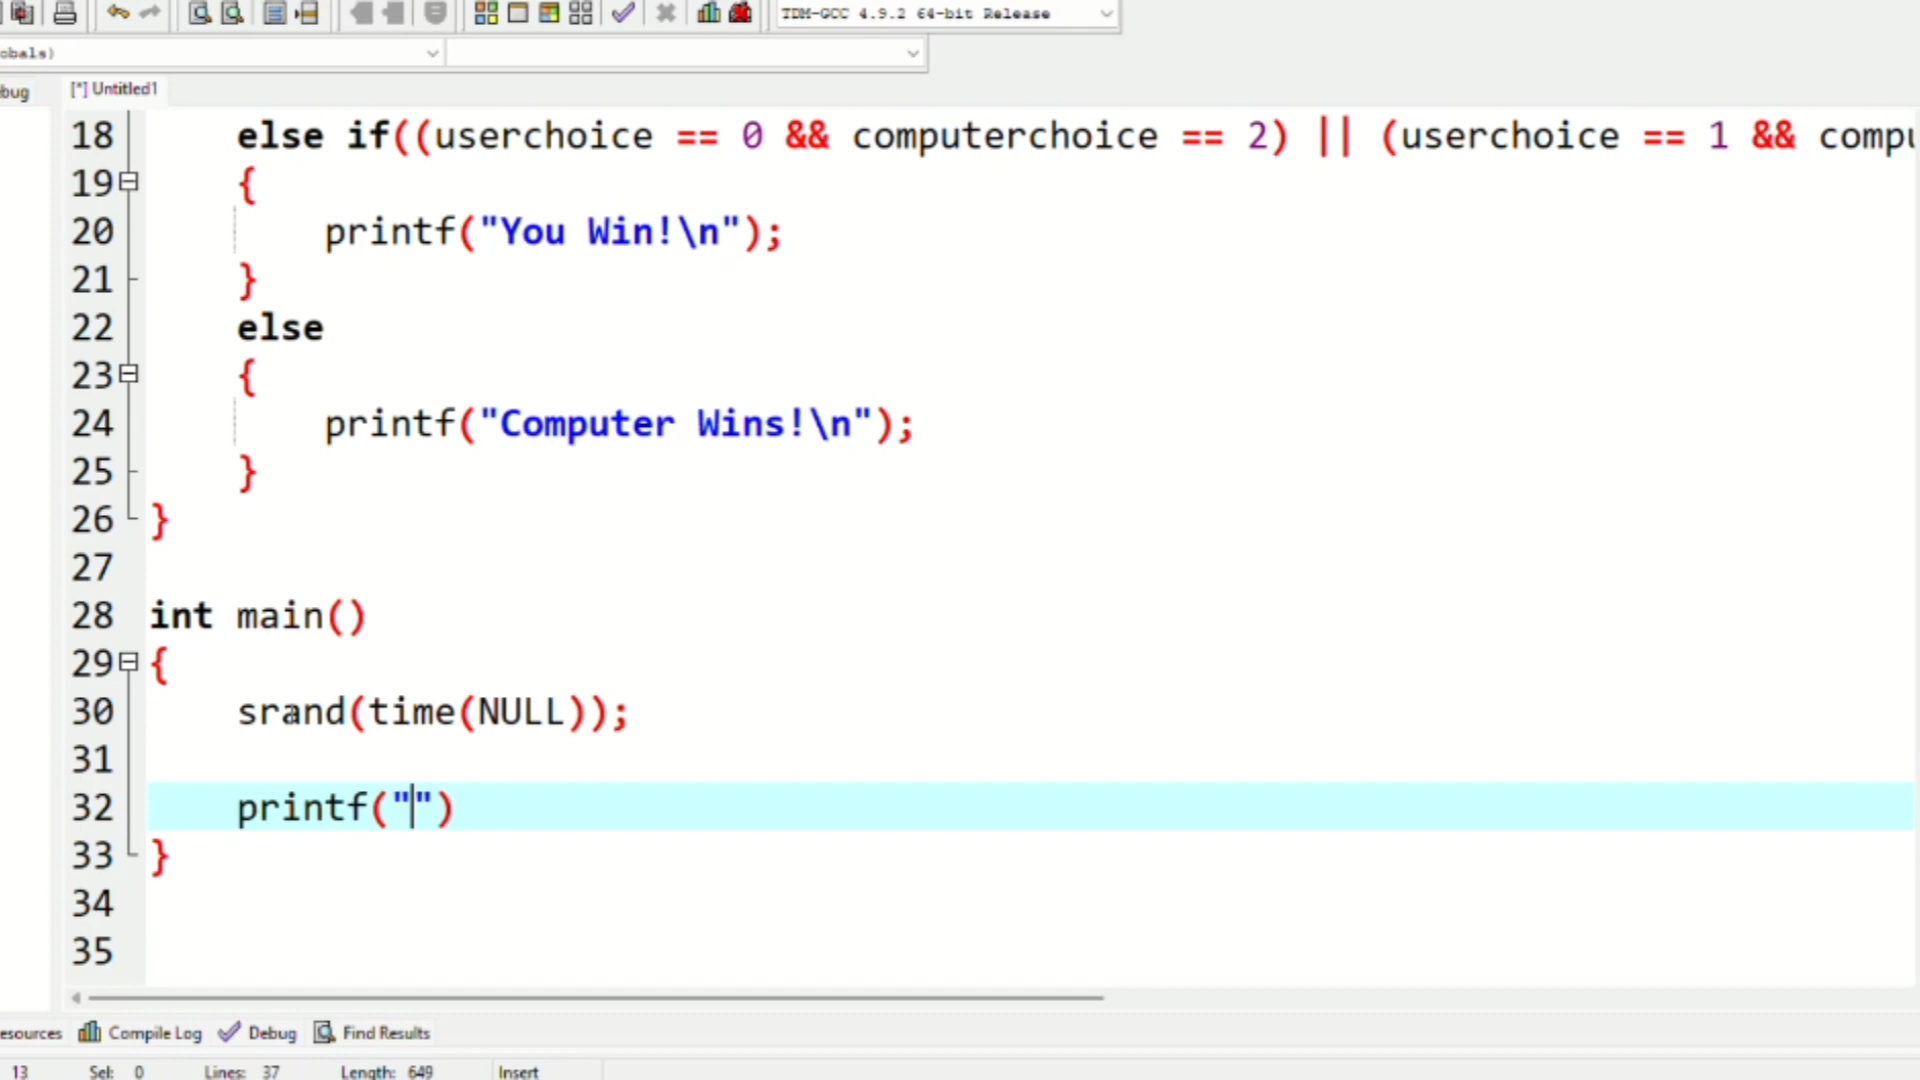 TDM-GCC 4.9.2 64-bit Release
obals)
bug
[*] Untitled1
18 else if((userchoice == 0 && computerchoice == 2) || (userchoice == 1 && compu
19 {
20 printf("You Win!\n");
21 }
22 else
23 {
24 printf("Computer Wins!\n");
25 }
26 }
27
28 int main()
29 {
30 srand(time(NULL));
31
32 printf("")
33 }
34
35
esources Compile Log Debug Find Results
13 Sel: 0 Lines: 37 Length: 649 Insert